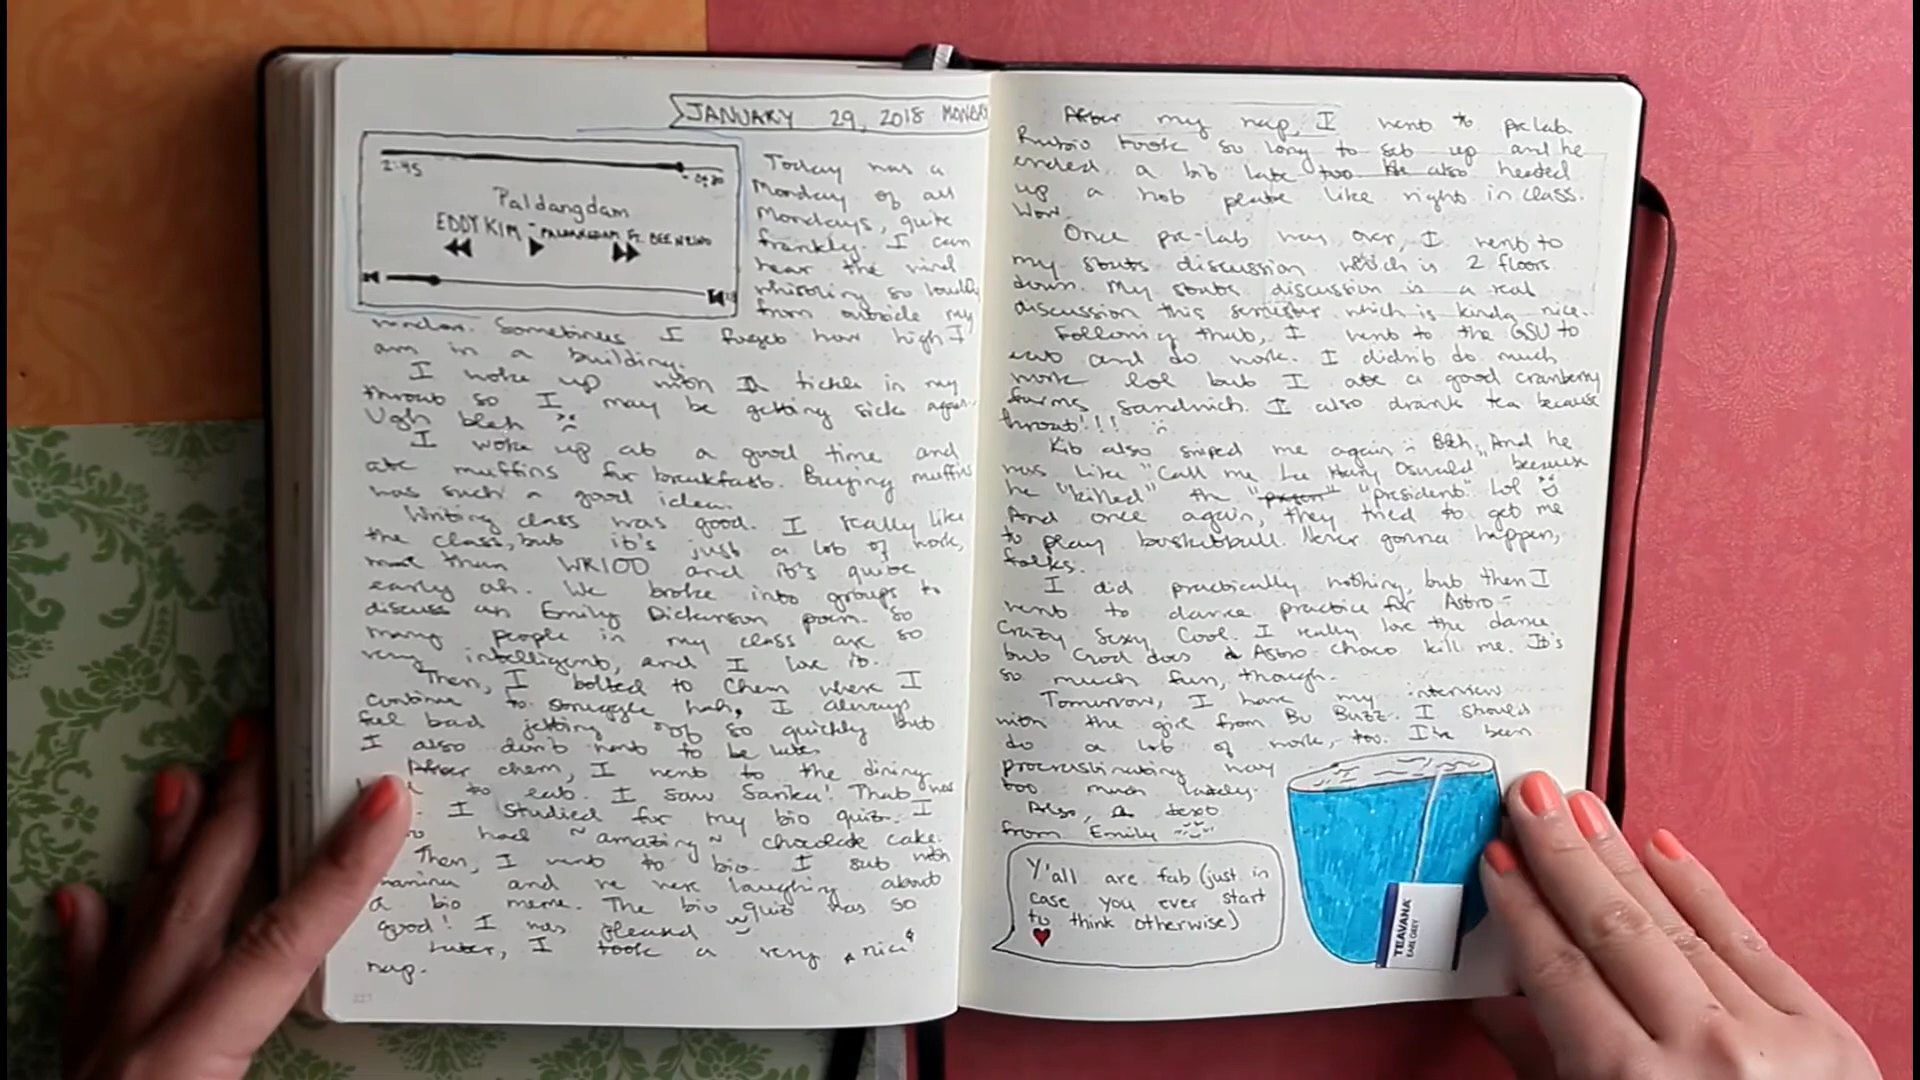 JANUARY 29, 2018 MONDAY
2:45
Paldangdam
EDDY KIM - PALDANGDAM FT. BEENZINO
Today was a
Monday of all
Mondays, quite
frankly. I can
hear the wind
whistling so loudly
from outside my
window. Sometimes I forget how high I
am in a building.
I woke up with a tickle in my
throat so I may be getting sick again.
Ugh bleh
I woke up at a good time and
ate muffins for breakfast. Buying muffins
was such a good idea.
Writing class was good. I really like
the class, but it's just a lot of work,
more than WR100 and it's quite
early ah. We broke into groups to
discuss an Emily Dickinson poem. So
many people in my class are so
very intelligent, and I love it.
Then, I bolted to Chem where I
continue to struggle hah, I always
feel bad jetting off so quickly but
I also don't want to be late.
After chem, I went to the dining
to eat. I saw Sarika! That was
I studied for my bio quiz. I
had ~amazing~ chocolate cake.
Then, I went to bio. I sat with
and we were laughing about
a bio meme. The bio quiz was so
good! I was pleased
Later, I took a very nice
nap.
227
After my nap, I went to pre lab.
Rubio took so long to set up and he
ended a bit late too. He also heated
up a hot plate like right in class.
Wow.
Once pre-lab was over, I went to
my stats discussion which is 2 floors
down. My stats discussion is a real
discussion this semester which is kinda nice.
Following that, I went to the GSU to
eat and do work. I didn't do much
work lol but I ate a good cranberry
farms sandwich. I also drank tea because
throat!!! :(
Kib also sniped me again :- Bleh. And he
was like "Call me Lee Harvey Oswald" because
he "killed" the "president". Lol
And once again, they tried to get me
to play basketball. Never gonna happen,
folks.
I did practically nothing, but then I
went to dance practice for Astro -
Crazy Sexy Cool. I really love the dance
but God does Astro choreo kill me. It's
so much fun, though.
Tomorrow, I have my interview
with the girl from BU Buzz. I should
do a lot of work, too. I've been
procrastinating way
too much lately.
Also, a text
from Emily
Y'all are fab (just in
case you ever start
to think otherwise)
♥
TEAVANA
EARL GREY